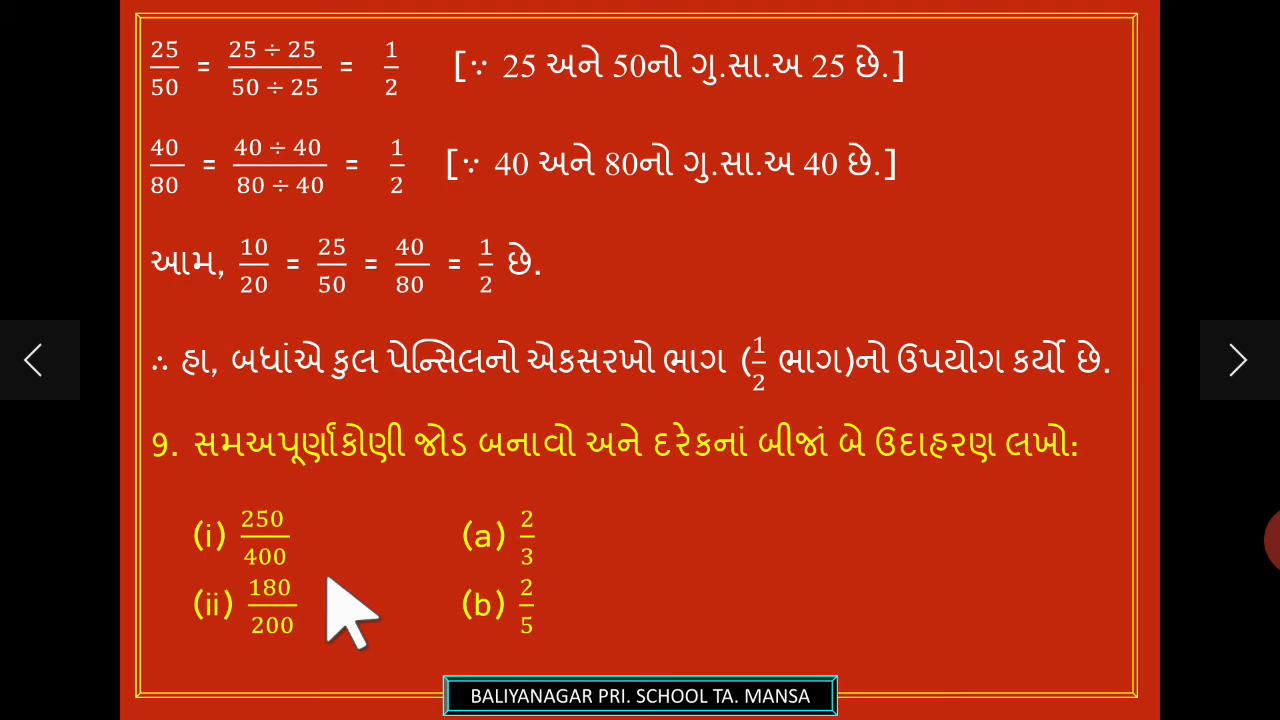 25/50 = 25 ÷ 25/50 ÷ 25 = 1/2 [∵ 25 અને 50નો ગુ.સા.અ 25 છે.]
40/80 = 40 ÷ 40/80 ÷ 40 = 1/2 [∵ 40 અને 80નો ગુ.સા.અ 40 છે.]
આમ, 10/20 = 25/50 = 40/80 = 1/2 છે.
∴ હા, બધાંએ કુલ પેન્સિલનો એકસરખો ભાગ (1/2 ભાગ)નો ઉપયોગ કર્યો છે.
9. સમઅપૂર્ણાંકોણી જોડ બનાવો અને દરેકનાં બીજાં બે ઉદાહરણ લખો:
(i) 250/400 (a) 2/3
(ii) 180/200 (b) 2/5
BALIYANAGAR PRI. SCHOOL TA. MANSA